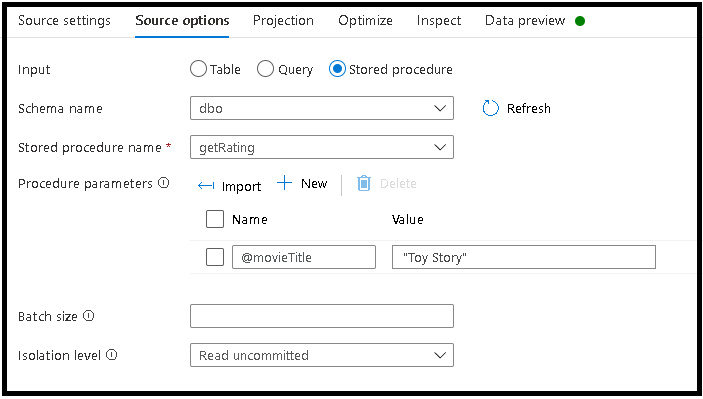 Source settings Source options Projection Optimize Inspect Data preview
Input Table Query Stored procedure
Schema name dbo Refresh
Stored procedure name * getRating
Procedure parameters Import New Delete
Name Value
@movieTitle "Toy Story"
Batch size
Isolation level Read uncommitted